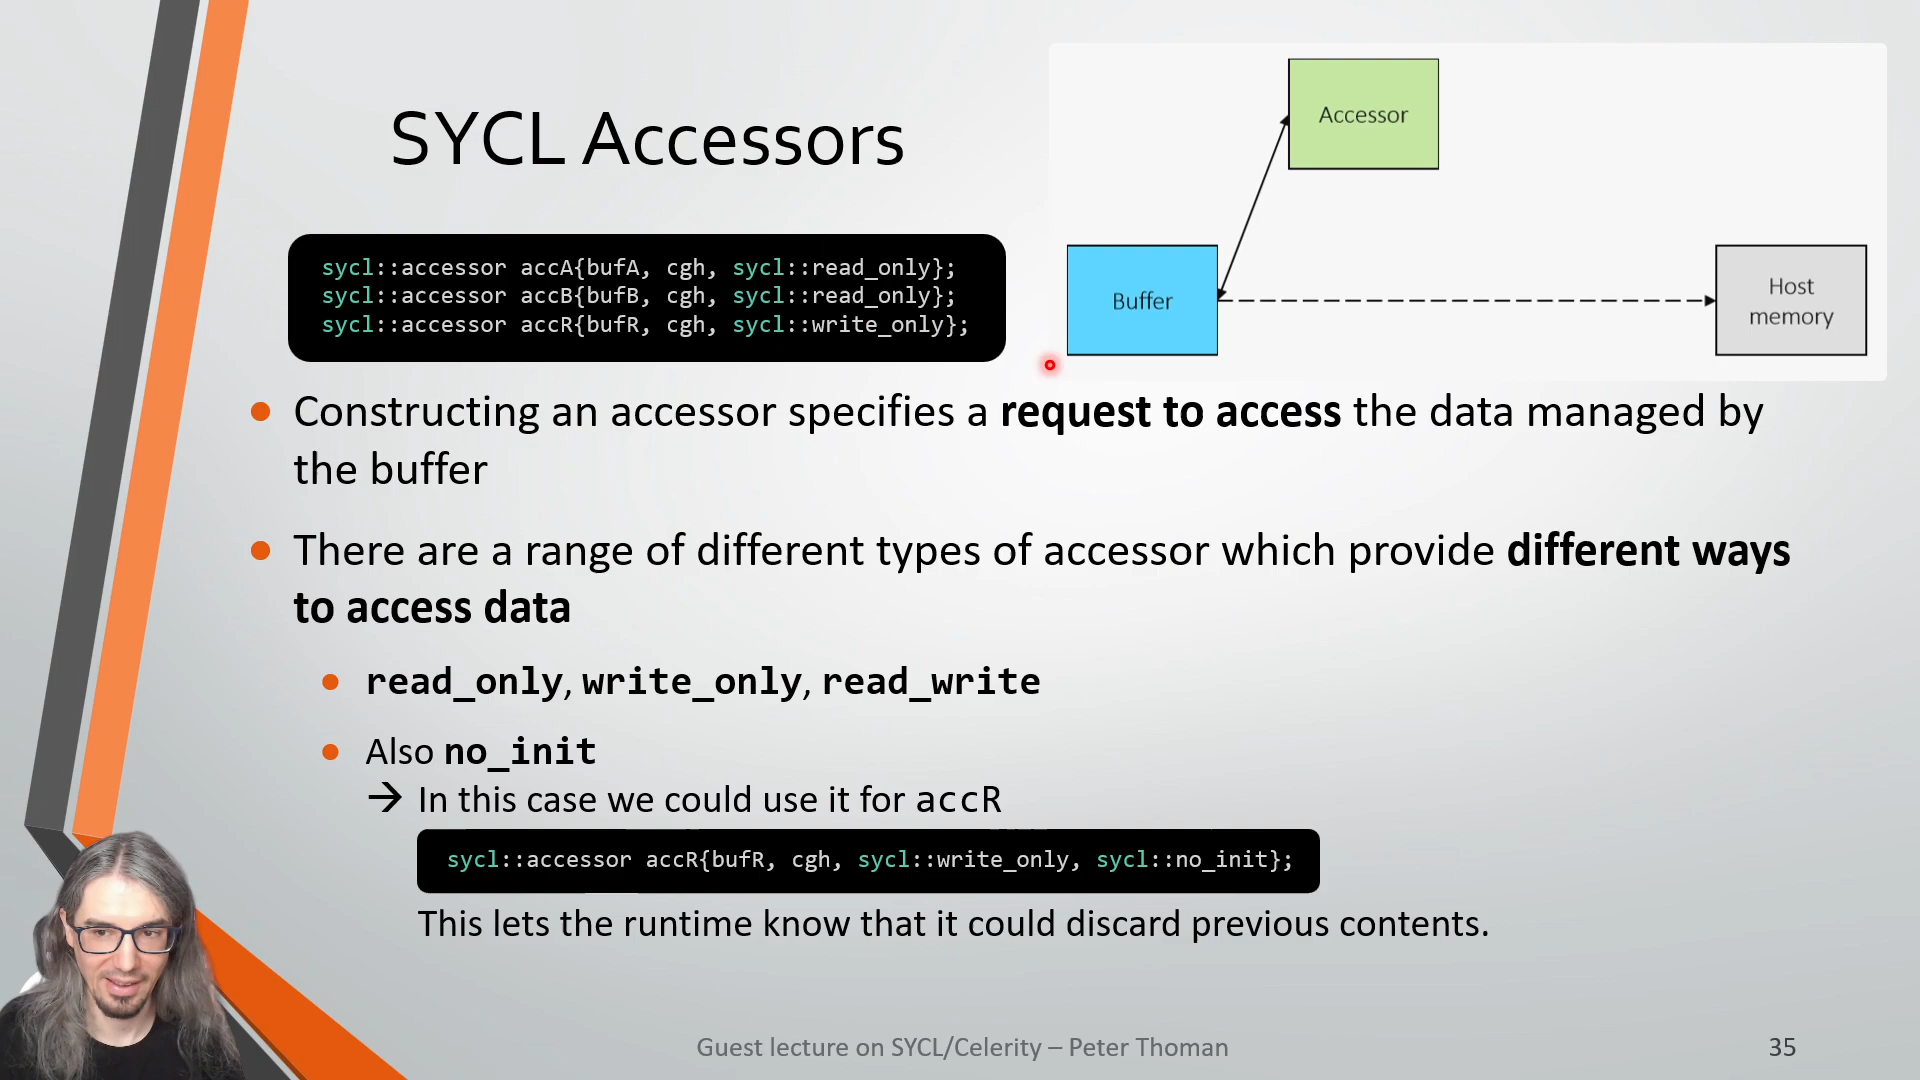 SYCL Accessors
Accessor
Buffer
Host
memory
sycl::accessor accA{bufA, cgh, sycl::read_only};
sycl::accessor accB{bufB, cgh, sycl::read_only};
sycl::accessor accR{bufR, cgh, sycl::write_only};
Constructing an accessor specifies a request to access the data managed by
the buffer
There are a range of different types of accessor which provide different ways
to access data
read_only, write_only, read_write
Also no_init
→ In this case we could use it for accR
sycl::accessor accR{bufR, cgh, sycl::write_only, sycl::no_init};
This lets the runtime know that it could discard previous contents.
Guest lecture on SYCL/Celerity – Peter Thoman
35